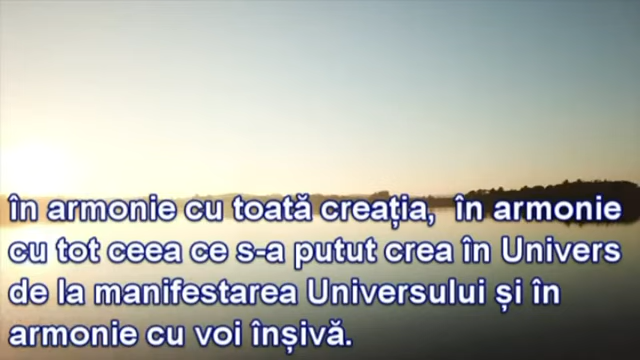 în armonie cu toată creația, în armonie
cu tot ceea ce s-a putut crea în Univers
de la manifestarea Universului și în
armonie cu voi înșivă.